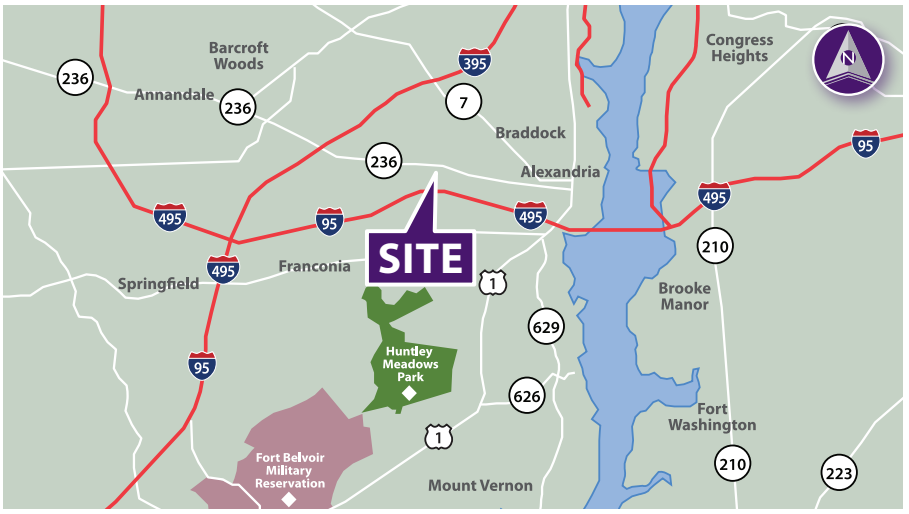 Barcroft
Woods
395
Congress
Heights
N
236
Annandale
236
7
Braddock
95
236
Alexandria
495
95
495
495
210
SITE
Springfield
495
Franconia
1
Brooke
Manor
629
Huntley
Meadows
Park
95
626
Fort
Washington
1
Fort Belvoir
Military
Reservation
210
223
Mount Vernon